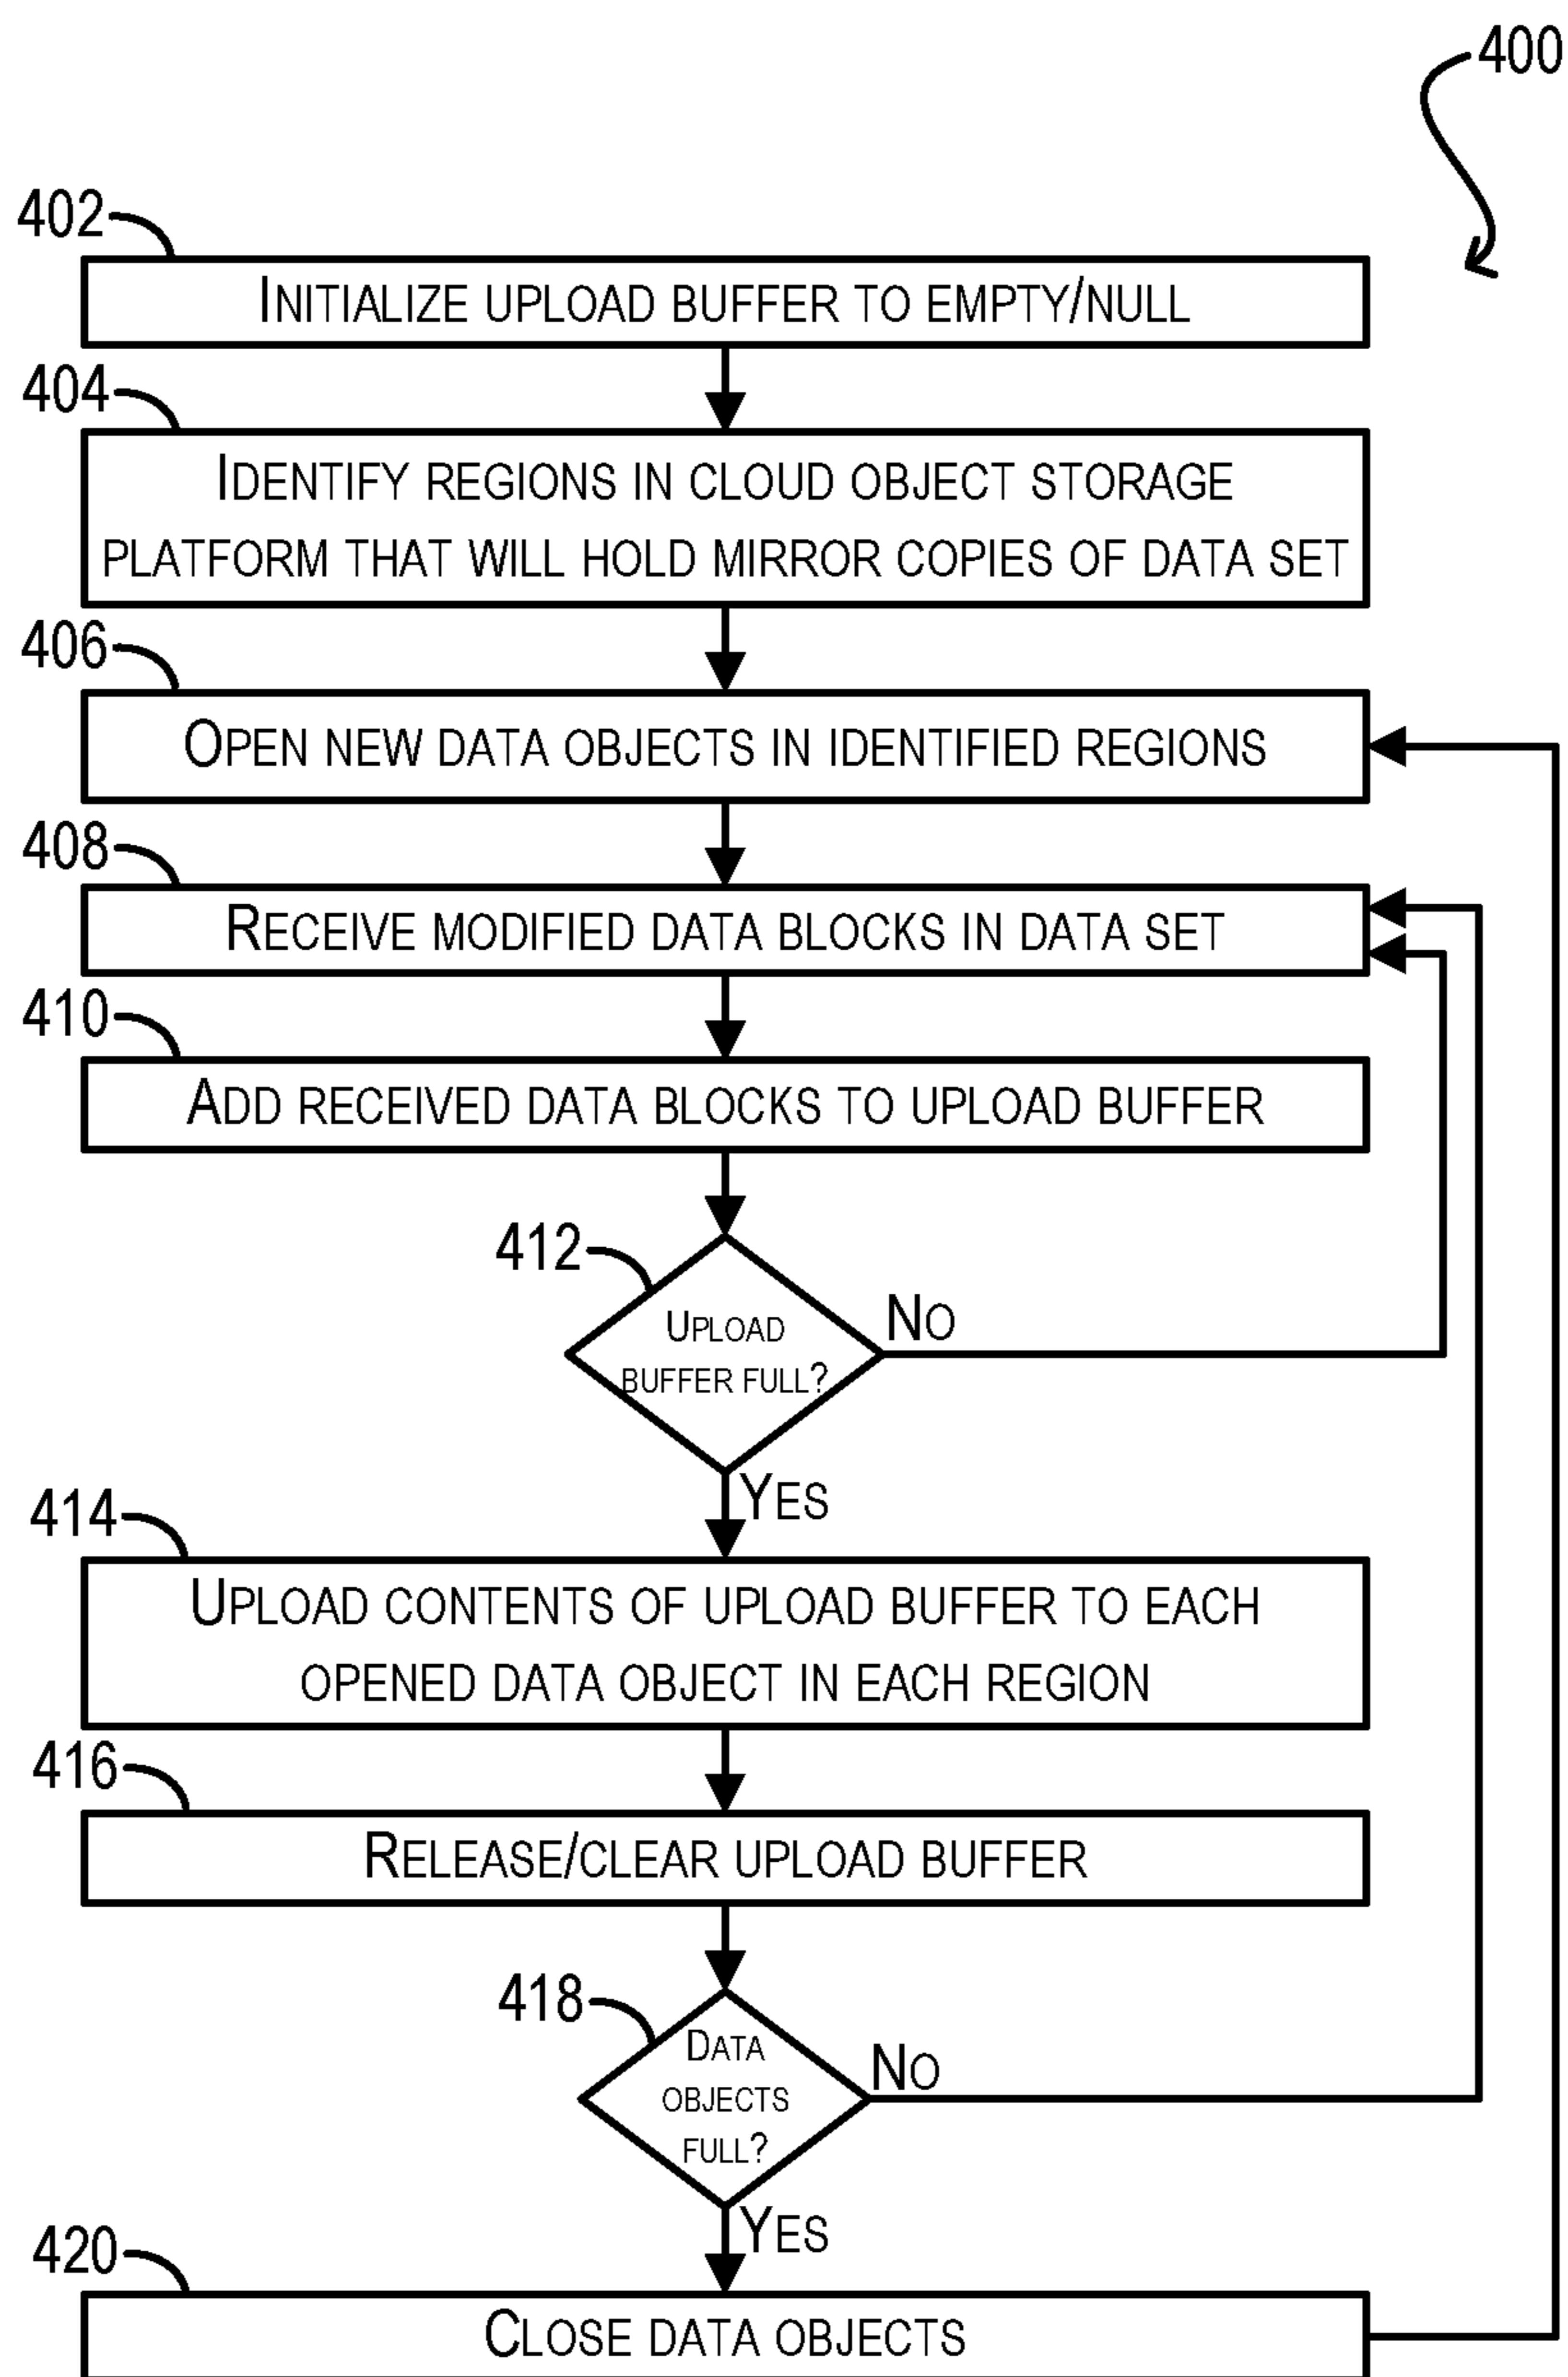 400
402
INITIALIZE UPLOAD BUFFER TO EMPTY/NULL
404
IDENTIFY REGIONS IN CLOUD OBJECT STORAGE
PLATFORM THAT WILL HOLD MIRROR COPIES OF DATA SET
406
OPEN NEW DATA OBJECTS IN IDENTIFIED REGIONS
408
RECEIVE MODIFIED DATA BLOCKS IN DATA SET
410
ADD RECEIVED DATA BLOCKS TO UPLOAD BUFFER
412
UPLOAD
BUFFER FULL?
NO
YES
414
UPLOAD CONTENTS OF UPLOAD BUFFER TO EACH
OPENED DATA OBJECT IN EACH REGION
416
RELEASE/CLEAR UPLOAD BUFFER
418
DATA
OBJECTS
FULL?
NO
YES
420
CLOSE DATA OBJECTS